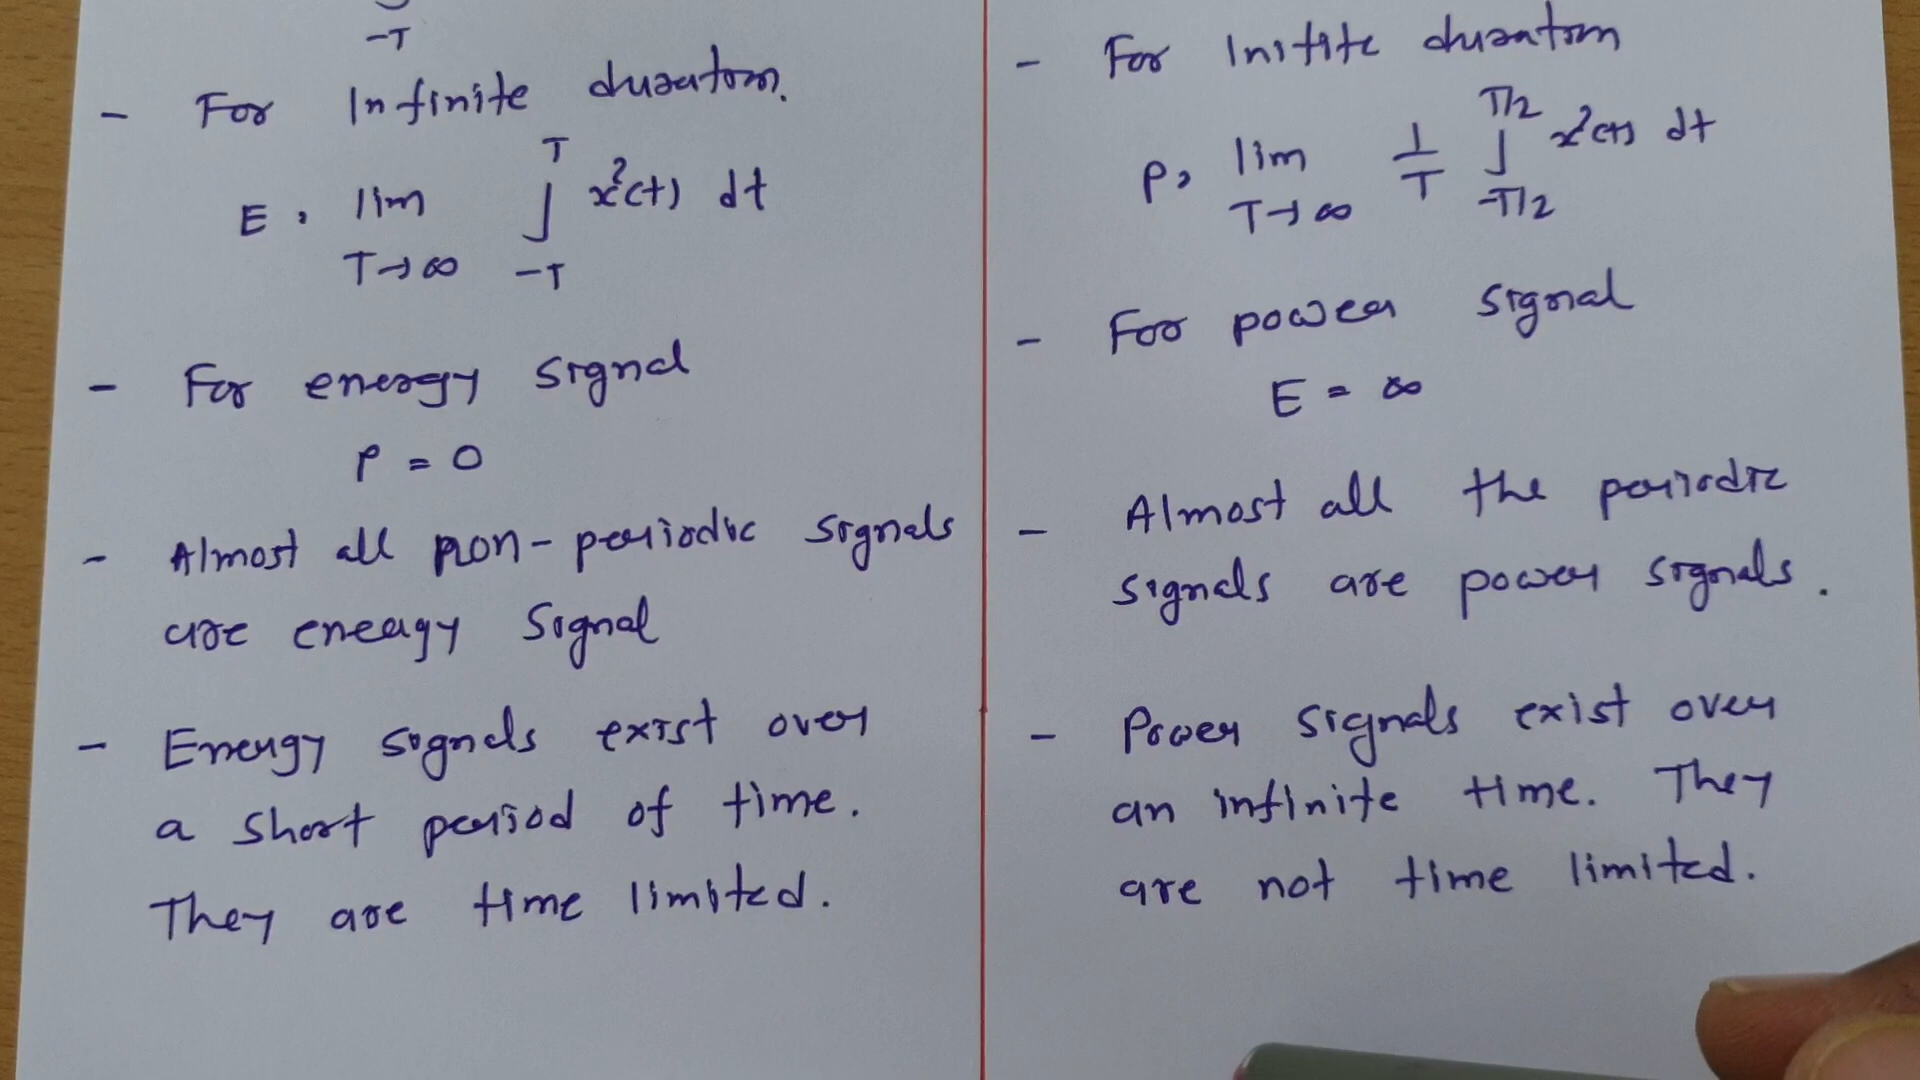 -T
- For Infinite duration.
T
E = lim ∫ x²(t) dt
T→∞ -T
- For energy signal
P = 0
- Almost all non-periodic signals
are energy signal
- Energy signals exist over
a short period of time.
They are time limited.
- For Initite duration
T/2
P = lim 1/T ∫ x²(t) dt
T→∞ -T/2
- For power signal
E = ∞
- Almost all the periodic
signals are power signals.
- Power signals exist over
an infinite time. They
are not time limited.